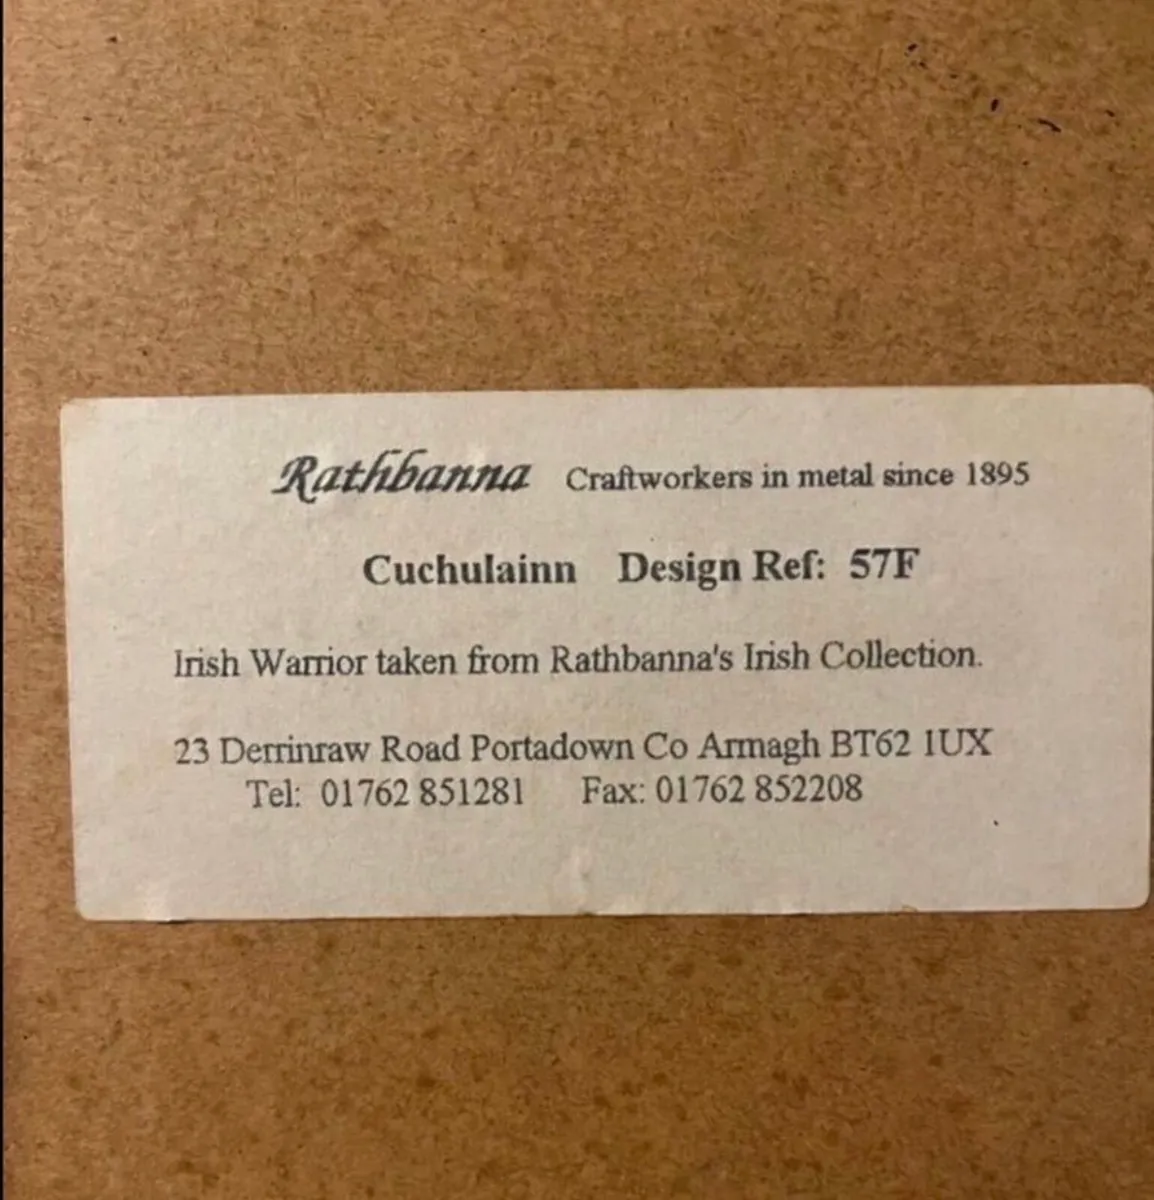 Rathbanna Craftworkers in metal since 1895
Cuchulainn Design Ref: 57F
Irish Warrior taken from Rathbanna's Irish Collection.
23 Derrinraw Road Portadown Co Armagh BT62 1UX
Tel: 01762 851281 Fax: 01762 852208